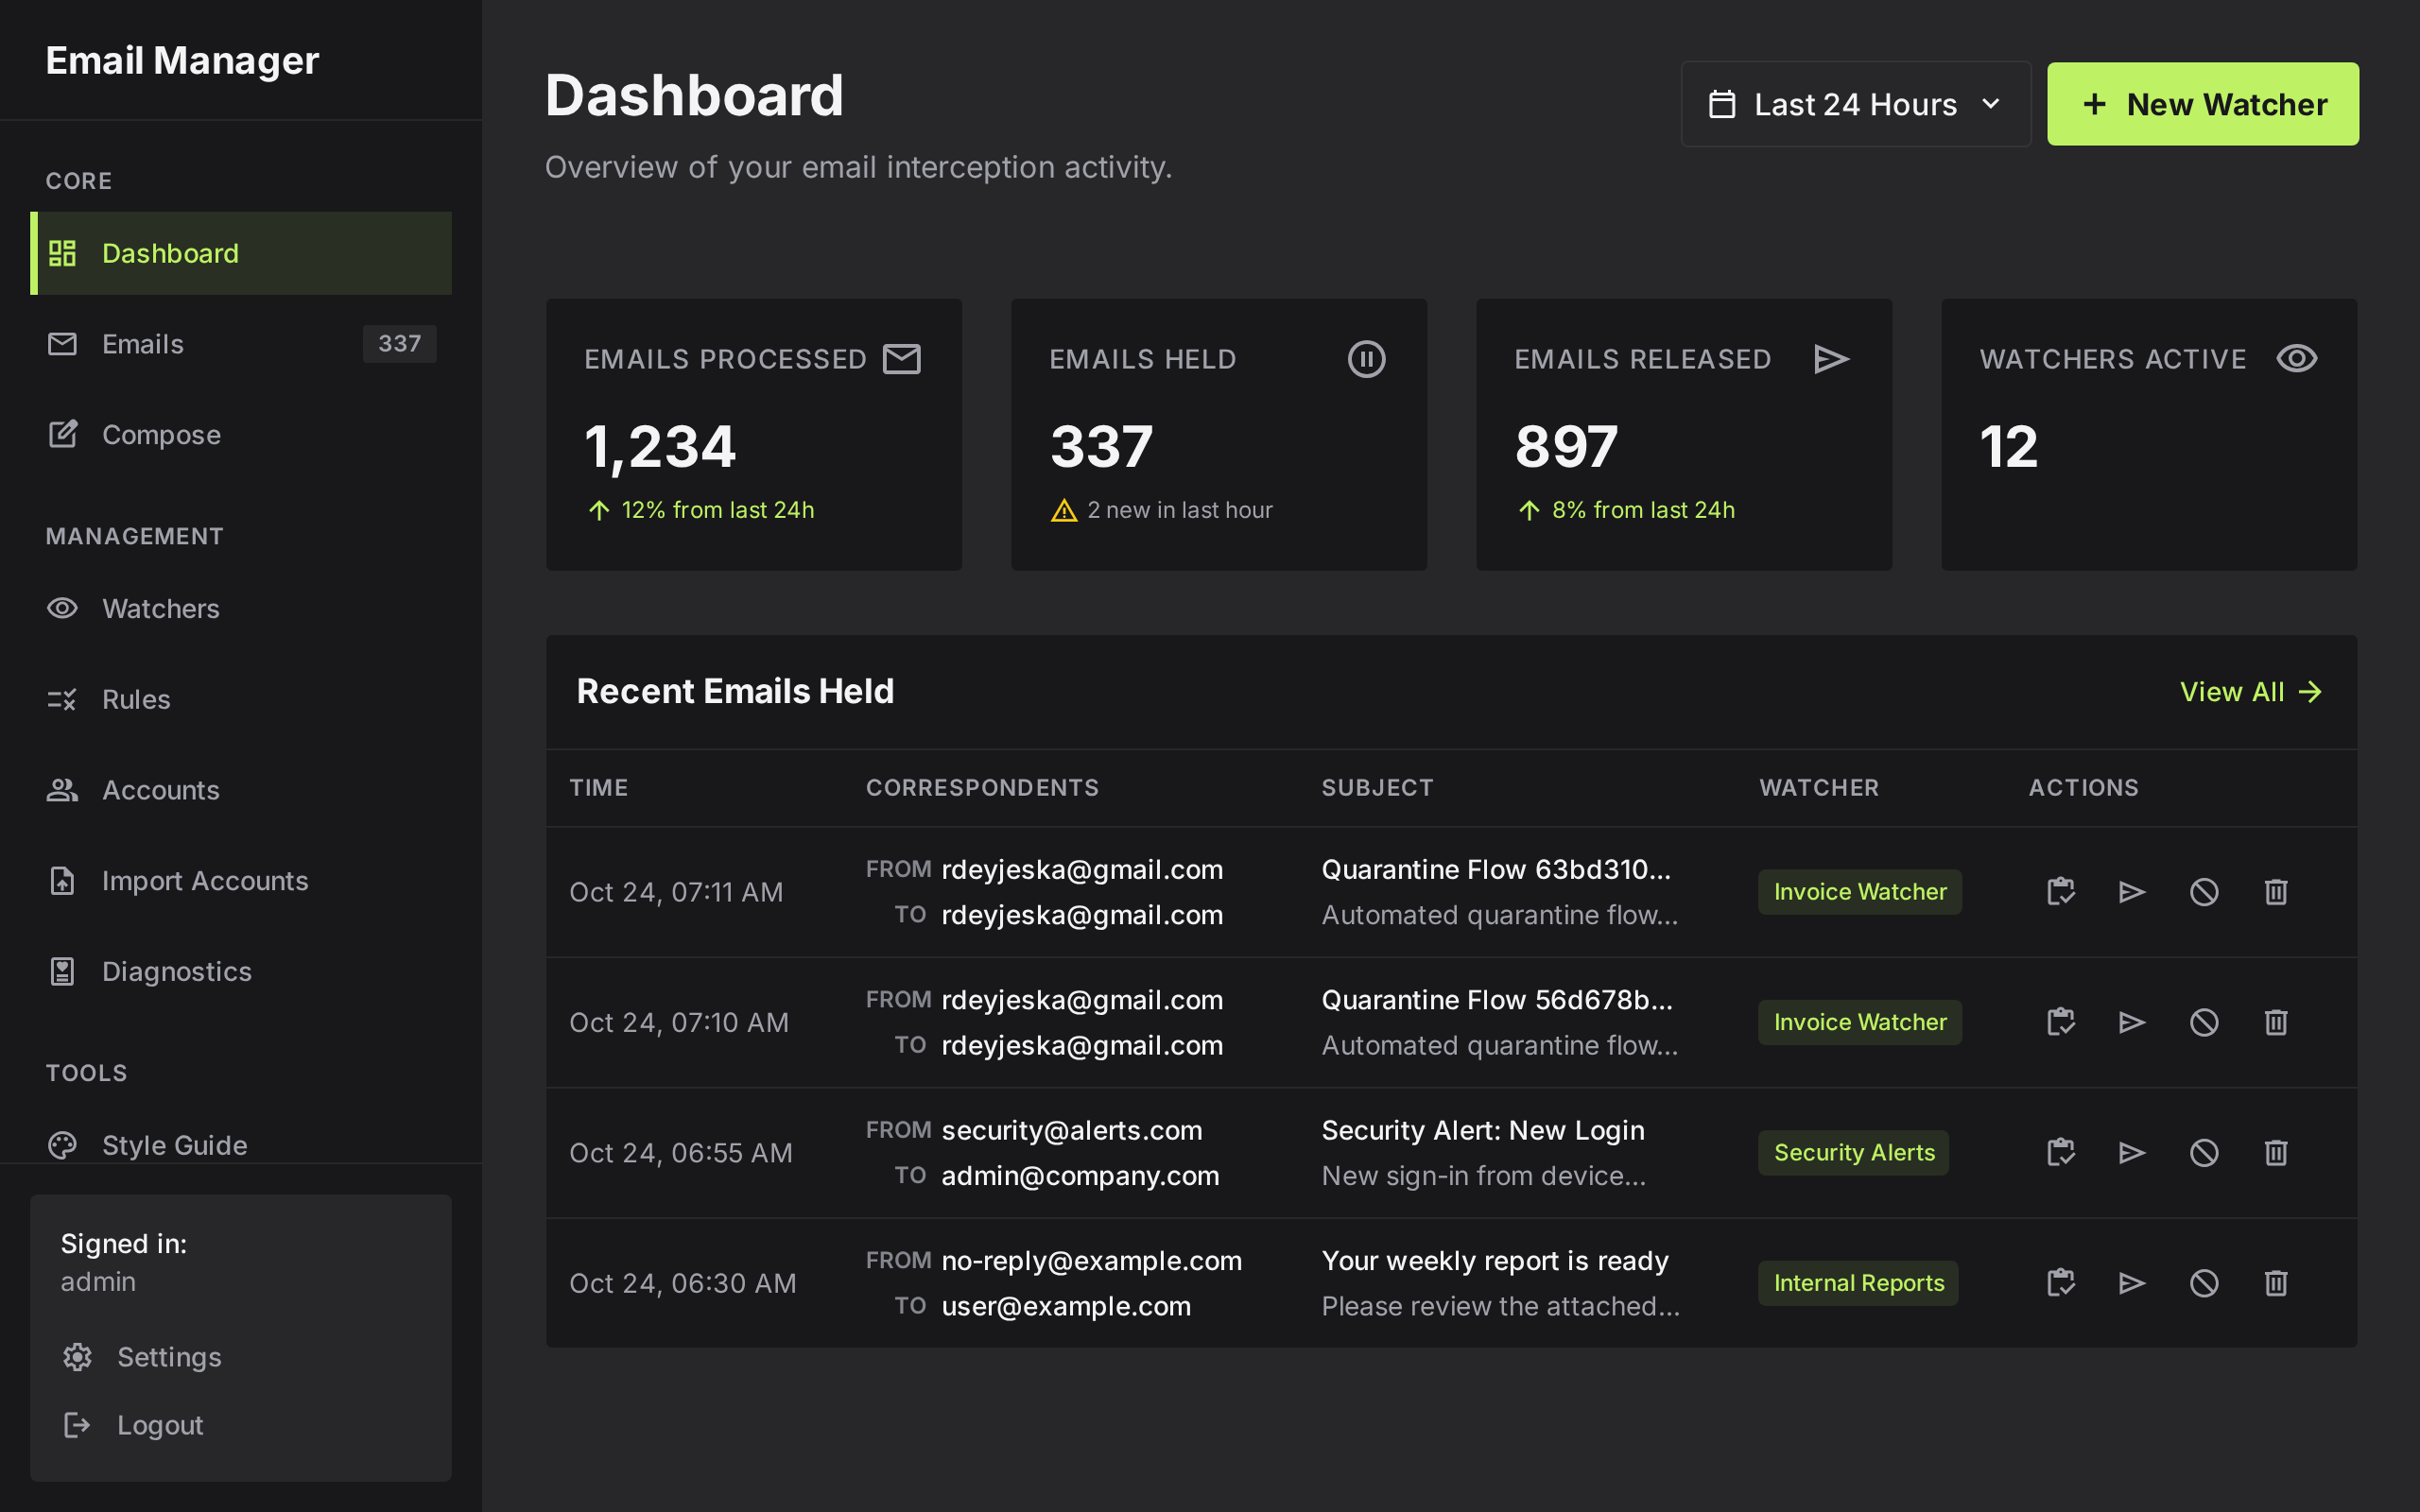 Email Manager
CORE
Dashboard
Emails 337
Compose
MANAGEMENT
Watchers
Rules
Accounts
Import Accounts
Diagnostics
TOOLS
Style Guide
Signed in:
admin
Settings
Logout
Dashboard
Overview of your email interception activity.
Last 24 Hours
+ New Watcher
EMAILS PROCESSED
1,234
12% from last 24h
EMAILS HELD
337
2 new in last hour
EMAILS RELEASED
897
8% from last 24h
WATCHERS ACTIVE
12
Recent Emails Held
View All →
TIME CORRESPONDENTS SUBJECT WATCHER ACTIONS
Oct 24, 07:11 AM
FROM rdeyjeska@gmail.com
TO rdeyjeska@gmail.com
Quarantine Flow 63bd310...
Automated quarantine flow...
Invoice Watcher
Oct 24, 07:10 AM
FROM rdeyjeska@gmail.com
TO rdeyjeska@gmail.com
Quarantine Flow 56d678b...
Automated quarantine flow...
Invoice Watcher
Oct 24, 06:55 AM
FROM security@alerts.com
TO admin@company.com
Security Alert: New Login
New sign-in from device...
Security Alerts
Oct 24, 06:30 AM
FROM no-reply@example.com
TO user@example.com
Your weekly report is ready
Please review the attached...
Internal Reports